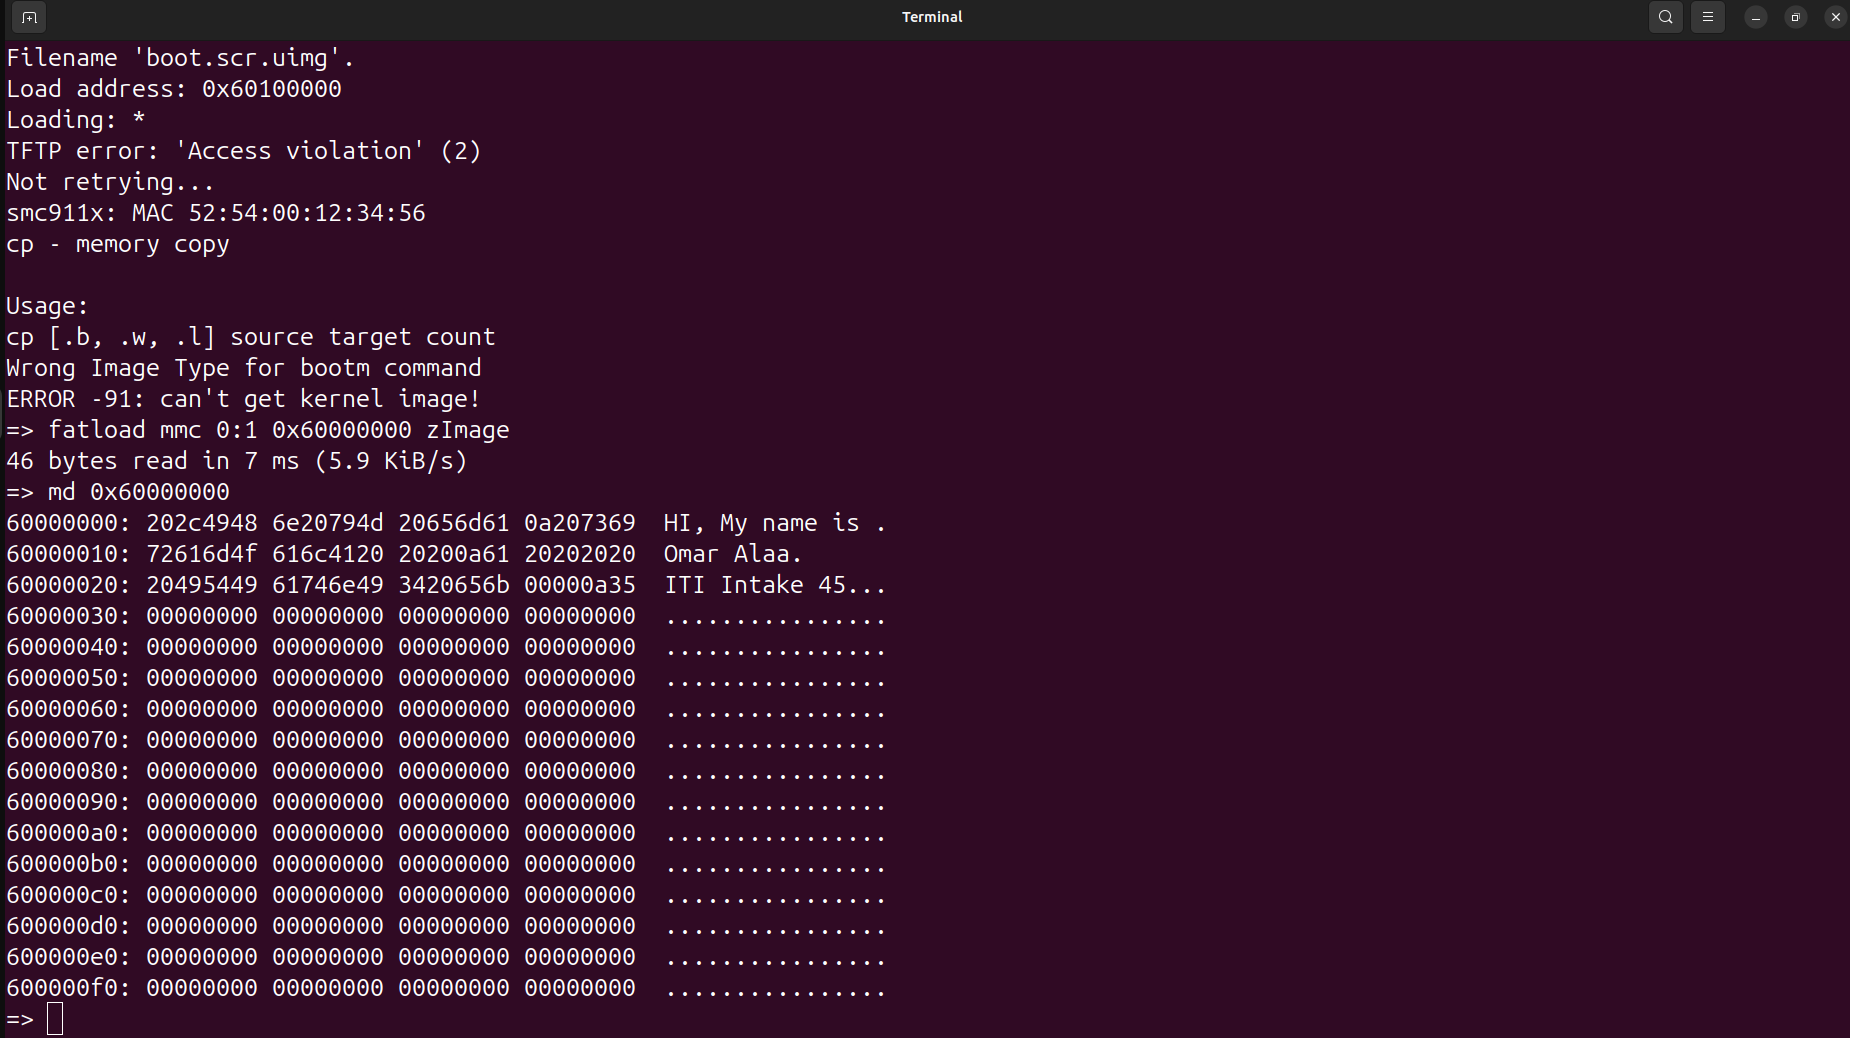 Terminal
Filename 'boot.scr.uimg'.
Load address: 0x60100000
Loading: *
TFTP error: 'Access violation' (2)
Not retrying...
smc911x: MAC 52:54:00:12:34:56
cp - memory copy

Usage:
cp [.b, .w, .l] source target count
Wrong Image Type for bootm command
ERROR -91: can't get kernel image!
=> fatload mmc 0:1 0x60000000 zImage
46 bytes read in 7 ms (5.9 KiB/s)
=> md 0x60000000
60000000: 202c4948 6e20794d 20656d61 0a207369  HI, My name is .
60000010: 72616d4f 616c4120 20200a61 20202020  Omar Alaa.
60000020: 20495449 61746e49 3420656b 00000a35  ITI Intake 45...
60000030: 00000000 00000000 00000000 00000000  ................
60000040: 00000000 00000000 00000000 00000000  ................
60000050: 00000000 00000000 00000000 00000000  ................
60000060: 00000000 00000000 00000000 00000000  ................
60000070: 00000000 00000000 00000000 00000000  ................
60000080: 00000000 00000000 00000000 00000000  ................
60000090: 00000000 00000000 00000000 00000000  ................
600000a0: 00000000 00000000 00000000 00000000  ................
600000b0: 00000000 00000000 00000000 00000000  ................
600000c0: 00000000 00000000 00000000 00000000  ................
600000d0: 00000000 00000000 00000000 00000000  ................
600000e0: 00000000 00000000 00000000 00000000  ................
600000f0: 00000000 00000000 00000000 00000000  ................
=>